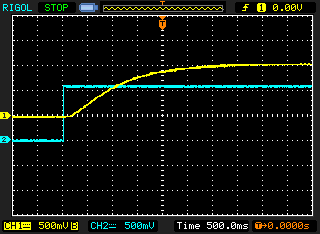 RIGOL STOP T f 1 0.00V
T
1
2
CH1 500mV B CH2 500mV Time 500.0ms T→0.0000s